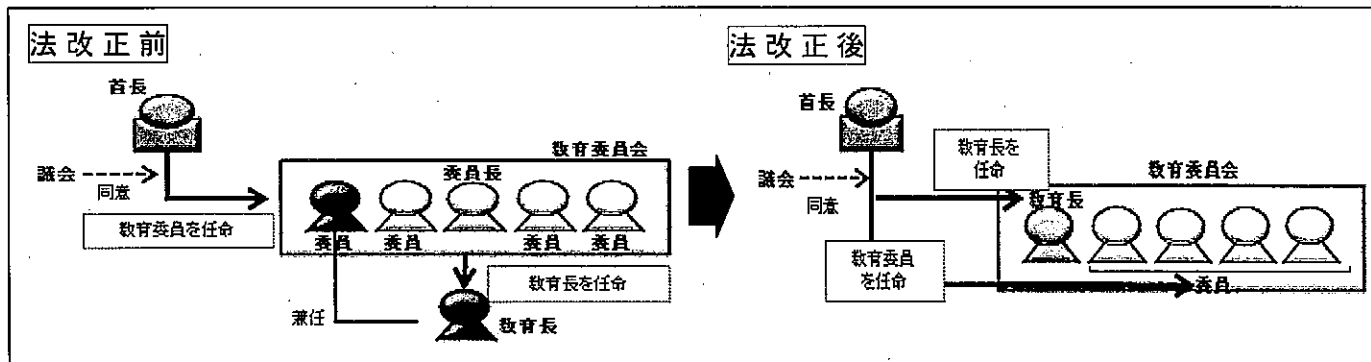 法改正前
首長
議会
同意
教育委員を任命
教育委員会
委員長
委員
委員
委員
委員
教育長を任命
兼任
教育長
法改正後
首長
議会
同意
教育長を
任命
教育委員会
教育長
教育委員
を任命
委員